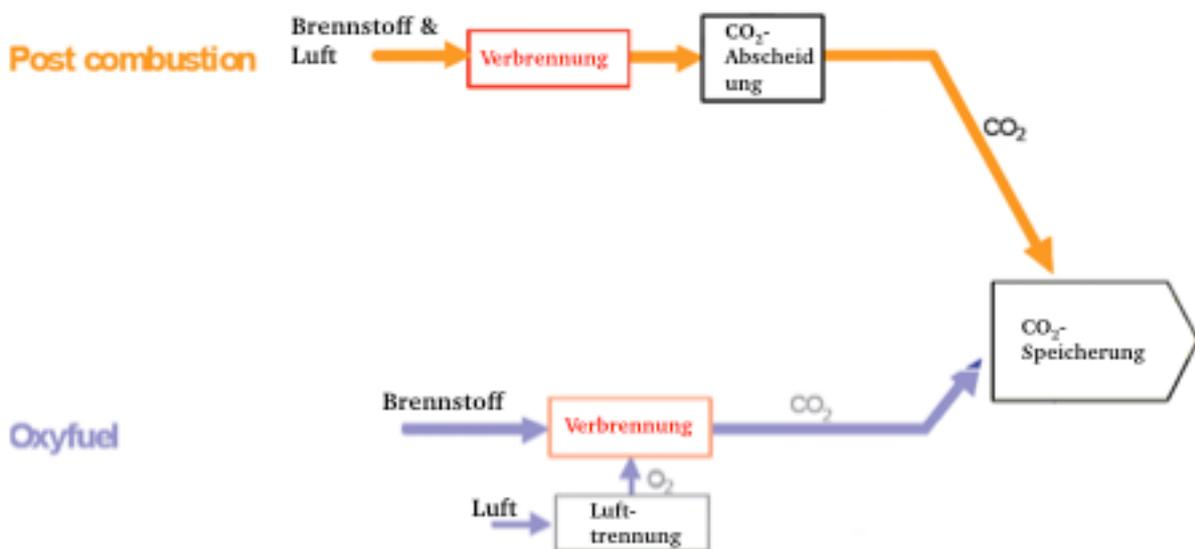 Post combustion
Brennstoff &
Luft
Verbrennung
CO₂-
Abscheid
ung
CO₂
CO₂-
Speicherung
Oxyfuel
Brennstoff
Verbrennung
CO₂
O₂
Luft
Luft-
trennung